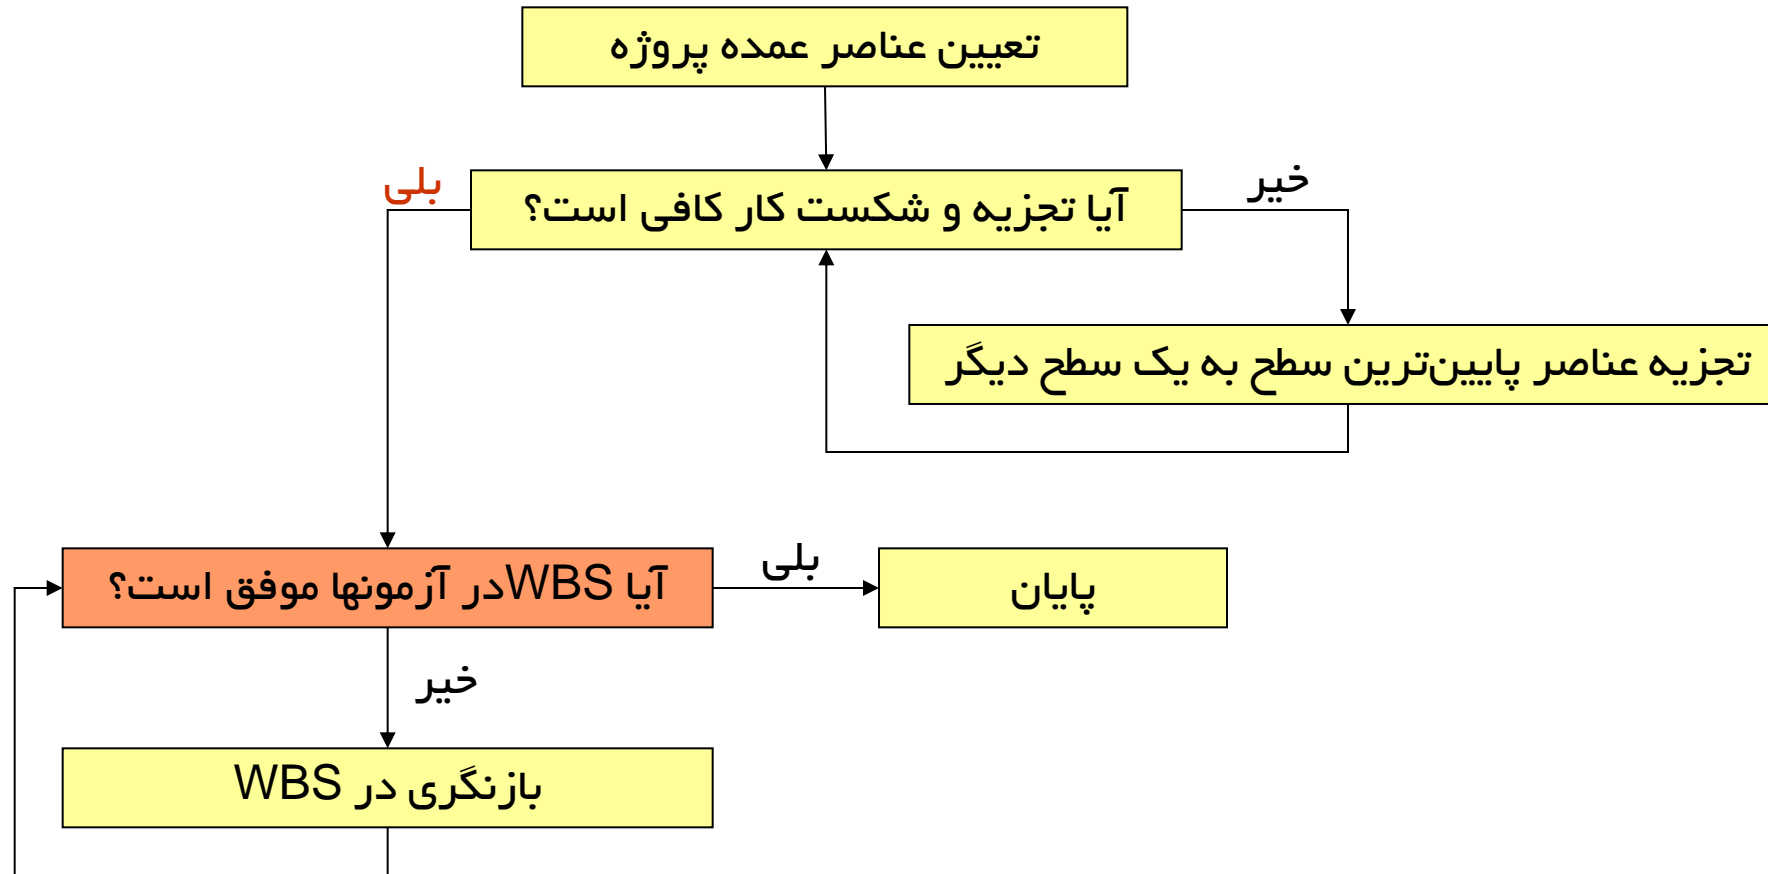 تعیین عناصر عمده پروژه
خیر
آیا تجزیه و شکست کار کافی است؟
بلی
تجزیه عناصر پایین‌ترین سطح به یک سطح دیگر
آیا WBSدر آزمونها موفق است؟
بلی
پایان
خیر
بازنگری در WBS